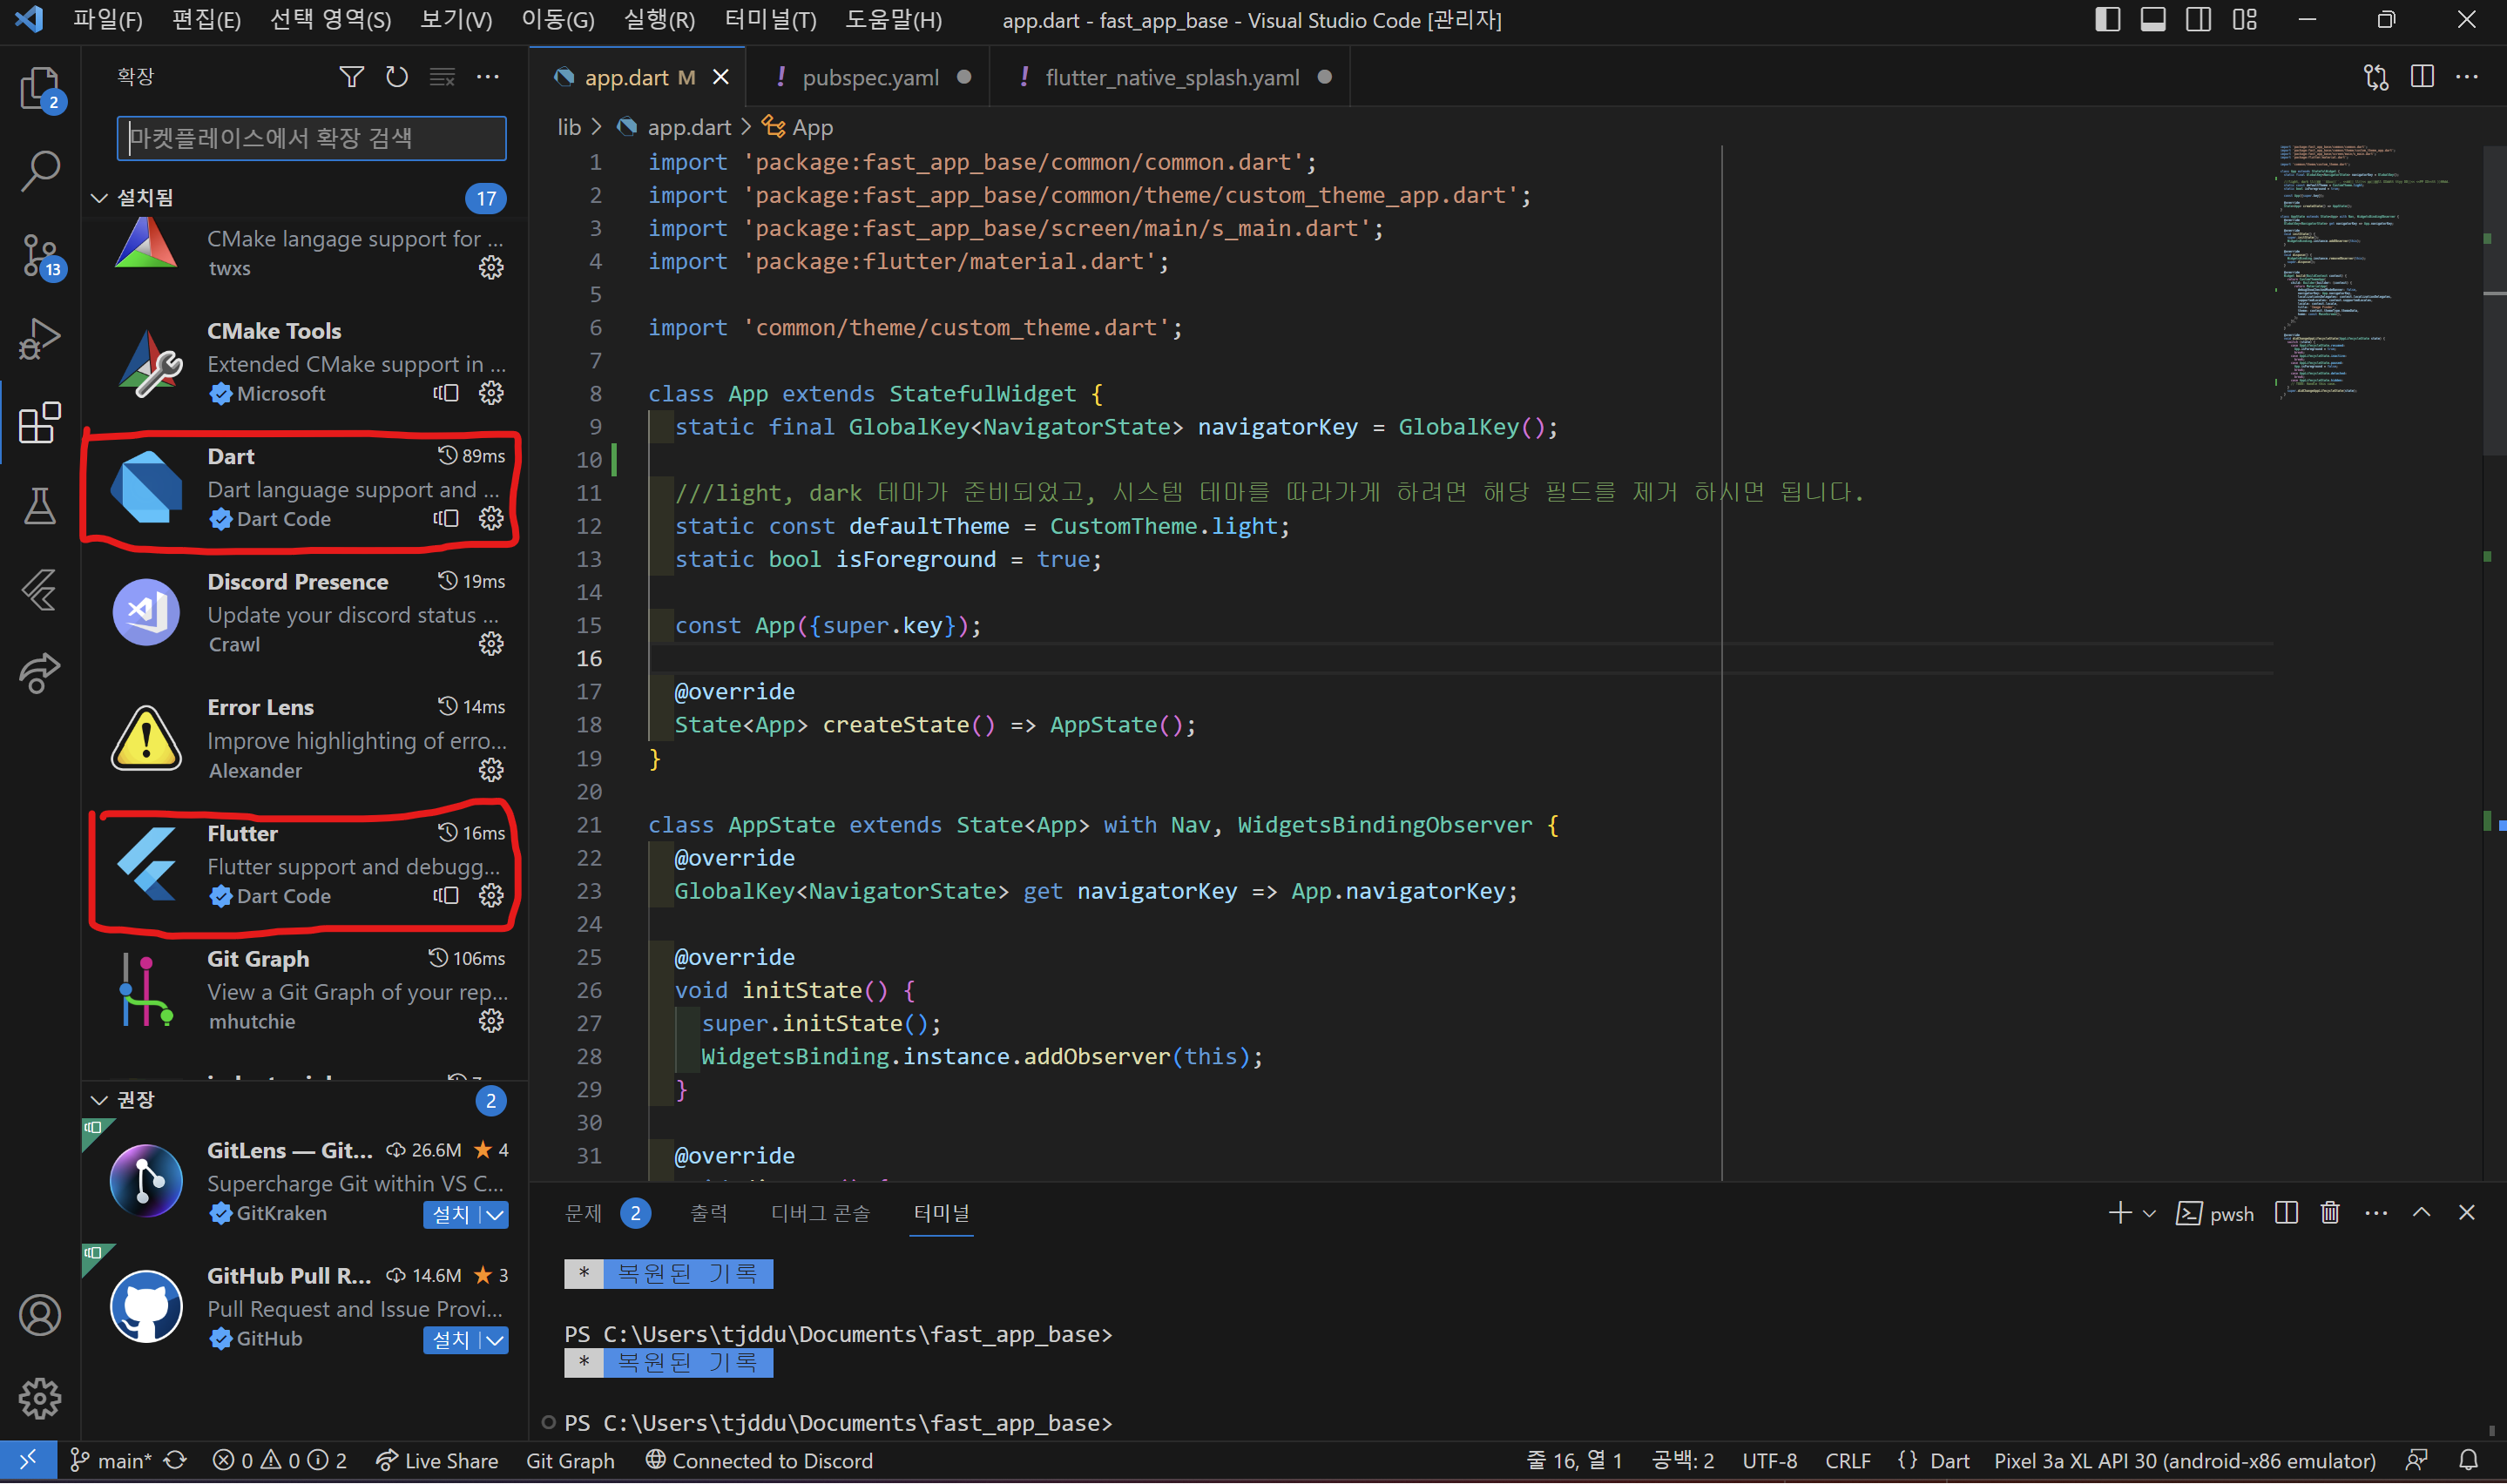 파일(F) 편집(E) 선택 영역(S) 보기(V) 이동(G) 실행(R) 터미널(T) 도움말(H) app.dart - fast_app_base - Visual Studio Code [관리자]
확장
2
13
마켓플레이스에서 확장 검색
설치됨 17
CMake langage support for ...
twxs
CMake Tools
Extended CMake support in ...
Microsoft
Dart 89ms
Dart language support and ...
Dart Code
Discord Presence 19ms
Update your discord status ...
Crawl
Error Lens 14ms
Improve highlighting of erro...
Alexander
Flutter 16ms
Flutter support and debugg...
Dart Code
Git Graph 106ms
View a Git Graph of your rep...
mhutchie
권장 2
GitLens — Git... 26.6M ★ 4
Supercharge Git within VS C...
GitKraken 설치
GitHub Pull R... 14.6M ★ 3
Pull Request and Issue Provi...
GitHub 설치
app.dart M ! pubspec.yaml ! flutter_native_splash.yaml
lib > app.dart > App
1 import 'package:fast_app_base/common/common.dart';
2 import 'package:fast_app_base/common/theme/custom_theme_app.dart';
3 import 'package:fast_app_base/screen/main/s_main.dart';
4 import 'package:flutter/material.dart';
5
6 import 'common/theme/custom_theme.dart';
7
8 class App extends StatefulWidget {
9 static final GlobalKey<NavigatorState> navigatorKey = GlobalKey();
10
11 ///light, dark 테마가 준비되었고, 시스템 테마를 따라가게 하려면 해당 필드를 제거 하시면 됩니다.
12 static const defaultTheme = CustomTheme.light;
13 static bool isForeground = true;
14
15 const App({super.key});
16
17 @override
18 State<App> createState() => AppState();
19 }
20
21 class AppState extends State<App> with Nav, WidgetsBindingObserver {
22 @override
23 GlobalKey<NavigatorState> get navigatorKey => App.navigatorKey;
24
25 @override
26 void initState() {
27 super.initState();
28 WidgetsBinding.instance.addObserver(this);
29 }
30
31 @override
문제 2 출력 디버그 콘솔 터미널 pwsh
* 복원된 기록
PS C:\Users\tjddu\Documents\fast_app_base>
* 복원된 기록
PS C:\Users\tjddu\Documents\fast_app_base>
main* 0 0 2 Live Share Git Graph Connected to Discord 줄 16, 열 1 공백: 2 UTF-8 CRLF {} Dart Pixel 3a XL API 30 (android-x86 emulator)